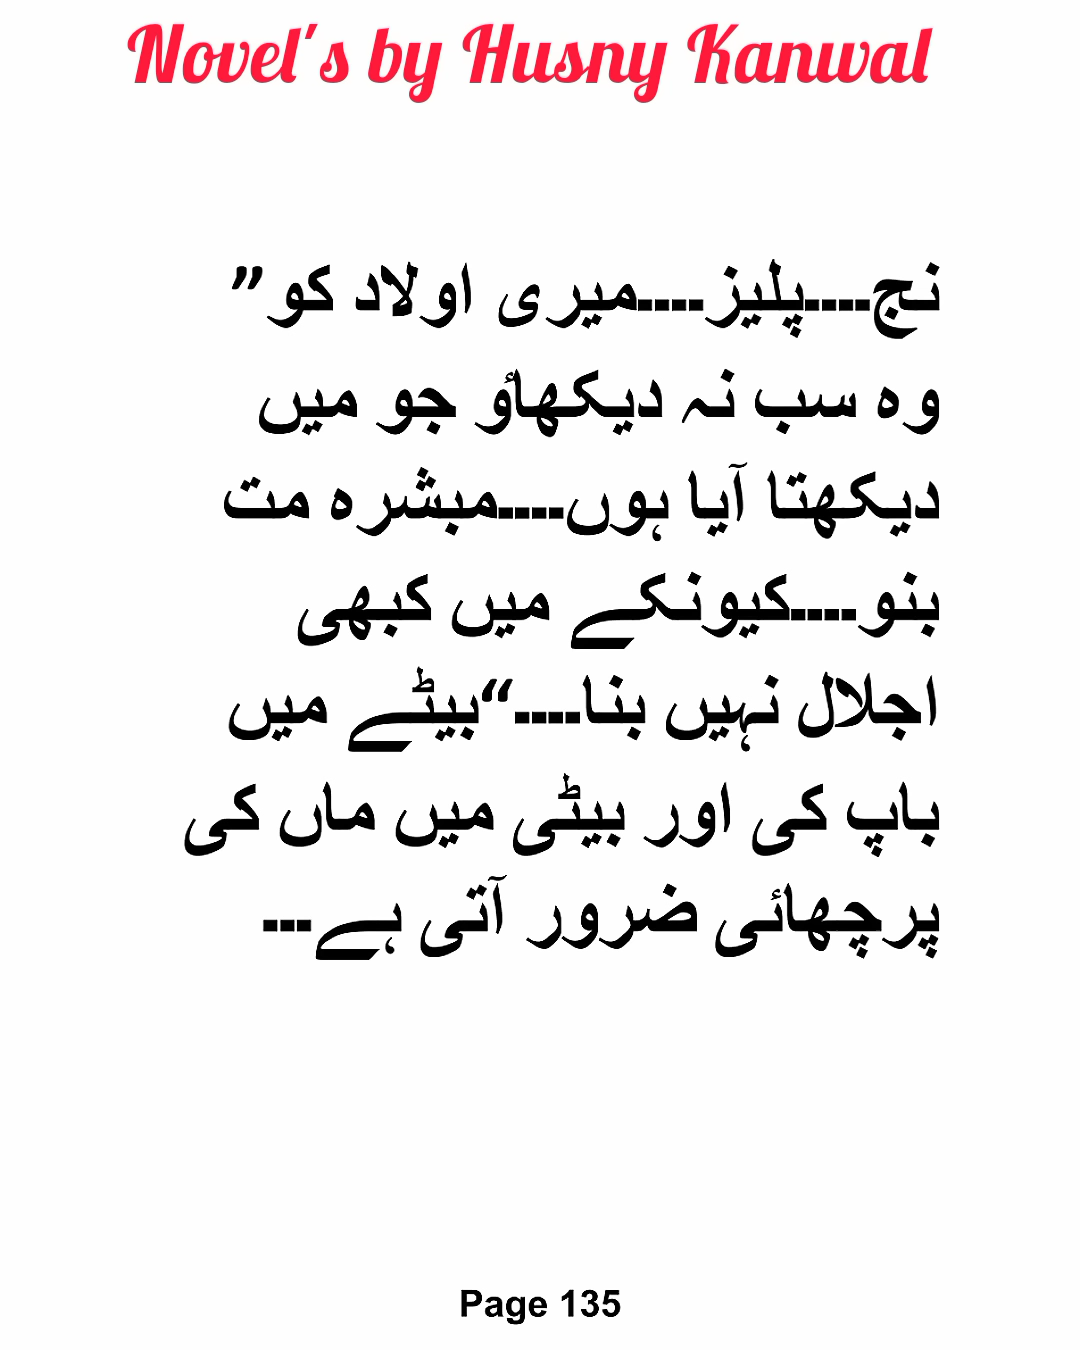 Novel's by Husny Kanwal
نج----پلیز----میری اولاد کو”
وہ سب نہ دیکھاؤ جو میں
دیکھتا آیا ہوں----مبشرہ مت
بنو----کیونکے میں کبھی
اجلال نہیں بنا----“بیٹے میں
باپ کی اور بیٹی میں ماں کی
پرچھائی ضرور آتی ہے---
Page 135